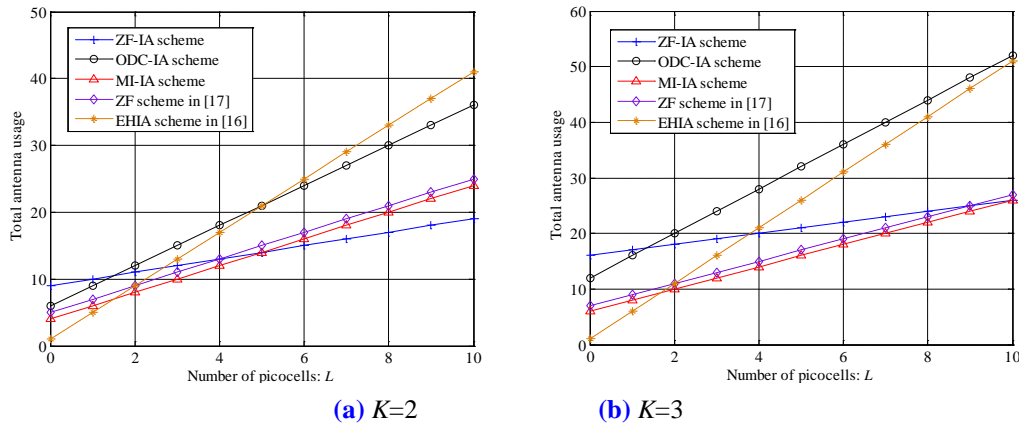 50
40
30
20
10
0
Total antenna usage
ZF-IA scheme
ODC-IA scheme
MI-IA scheme
ZF scheme in [17]
EHIA scheme in [16]
0 2 4 6 8 10
Number of picocells: L
(a) K=2
60
50
40
30
20
10
0
Total antenna usage
ZF-IA scheme
ODC-IA scheme
MI-IA scheme
ZF scheme in [17]
EHIA scheme in [16]
0 2 4 6 8 10
Number of picocells: L
(b) K=3